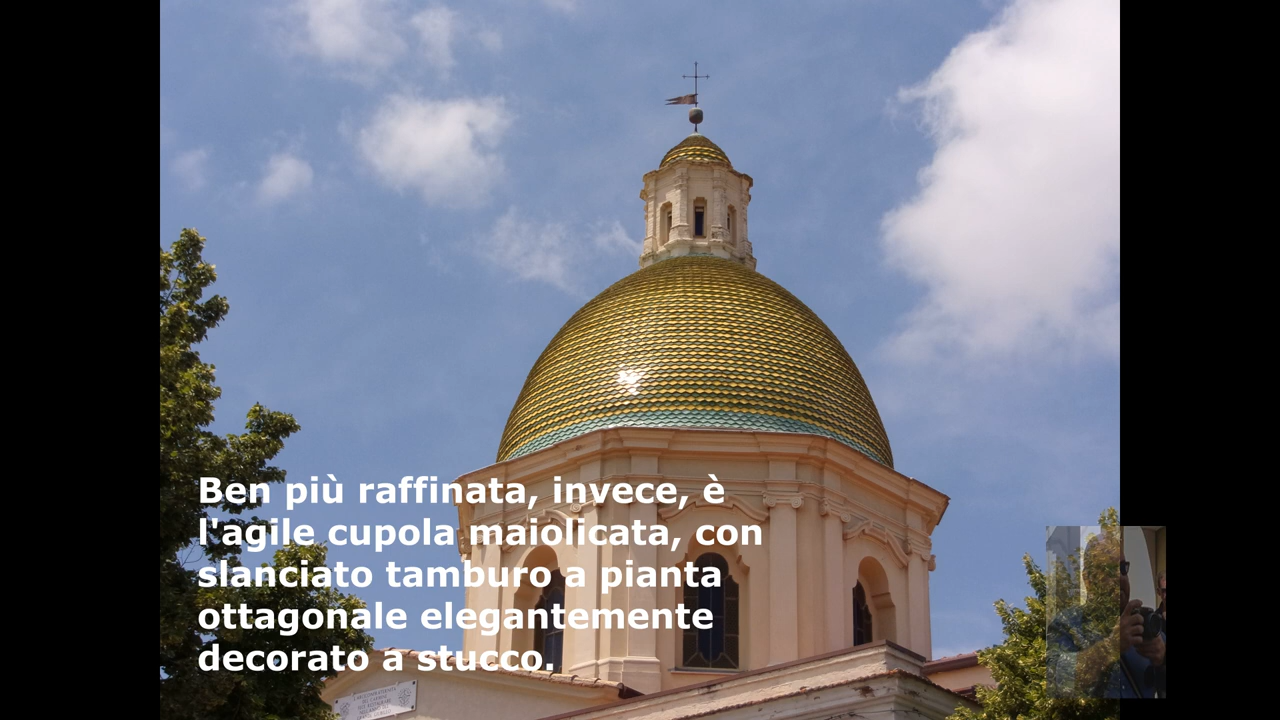 Ben più raffinata, invece, è
l'agile cupola maiolicata, con
slanciato tamburo a pianta
ottagonale elegantemente
decorato a stucco.